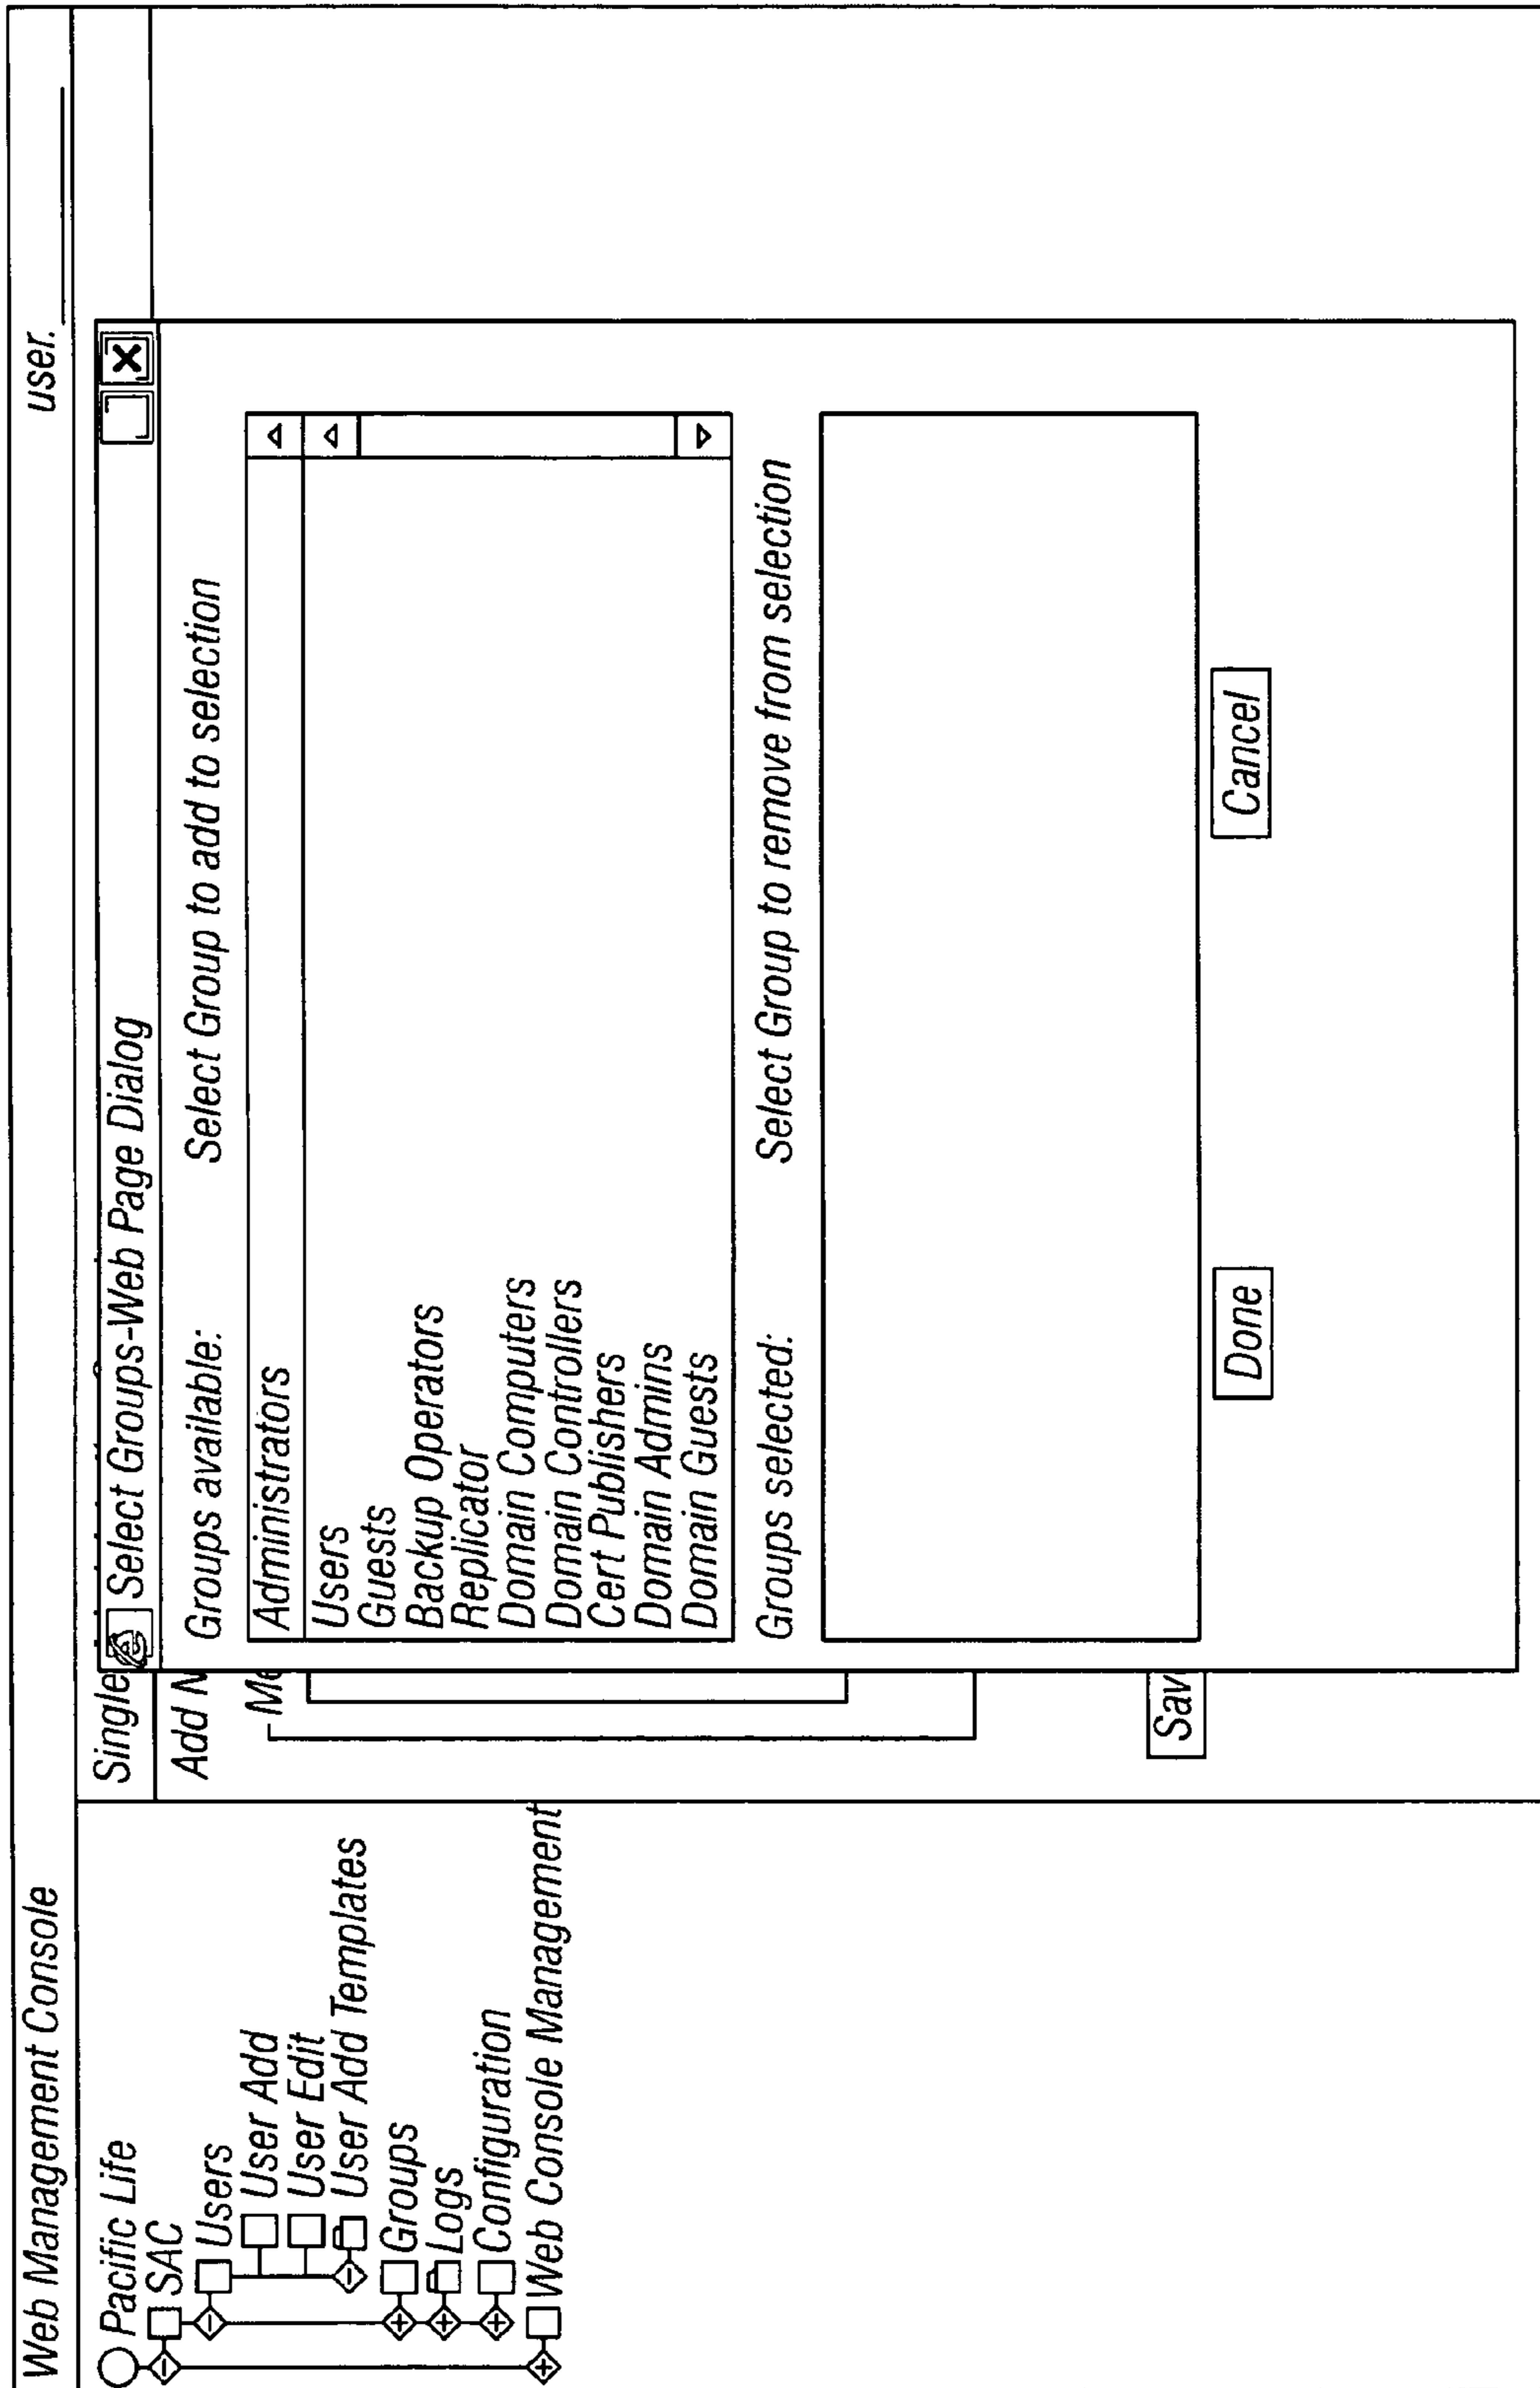 Web Management Console
user.
Pacific Life
SAC
Users
User Add
User Edit
User Add Templates
Groups
Logs
Configuration
Web Console Management
Single
Add N
Me
Sav
Select Groups-Web Page Dialog
Groups available: Select Group to add to selection
Administrators
Users
Guests
Backup Operators
Replicator
Domain Computers
Domain Controllers
Cert Publishers
Domain Admins
Domain Guests
Groups selected: Select Group to remove from selection
Done Cancel